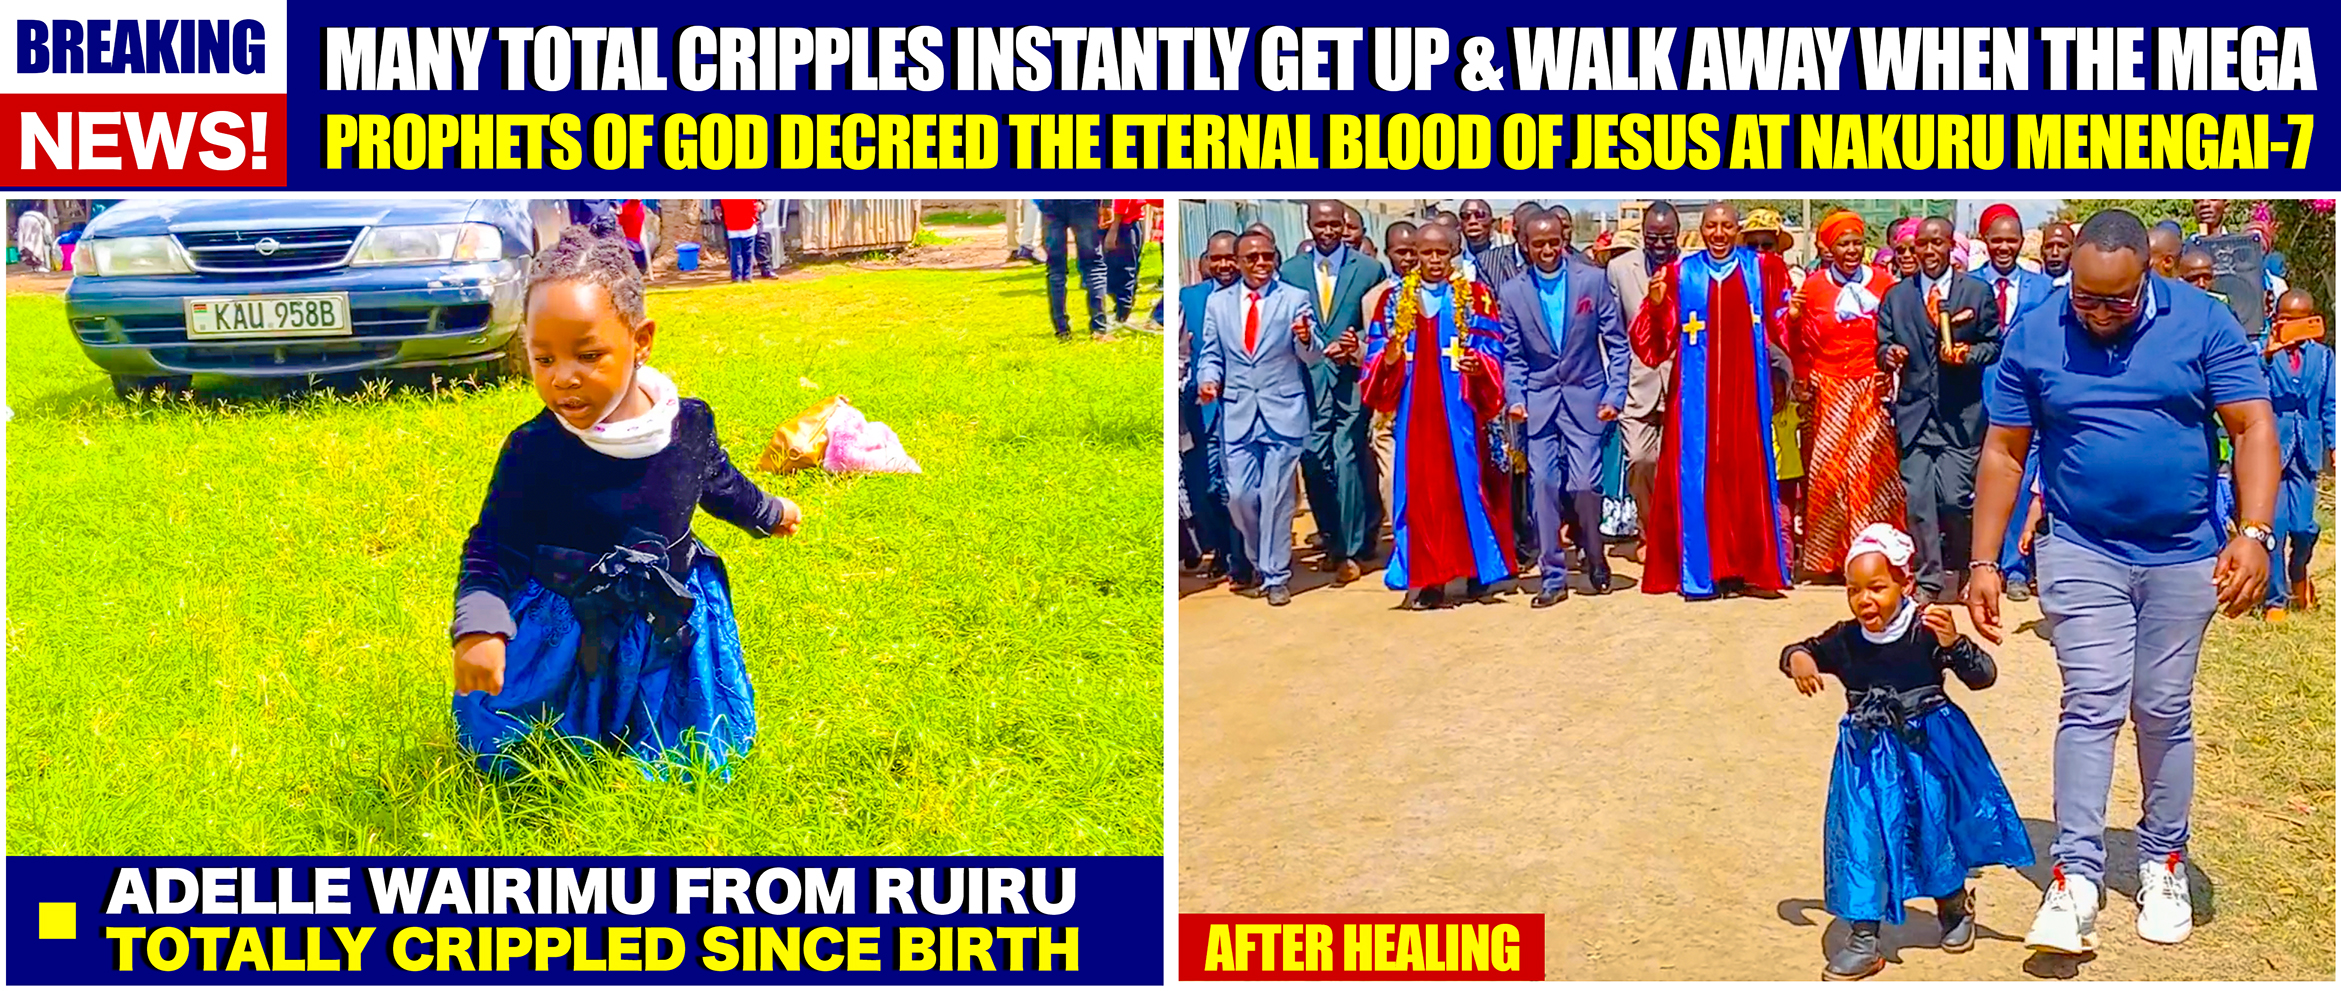 BREAKING
NEWS!
MANY TOTAL CRIPPLES INSTANTLY GET UP & WALK AWAY WHEN THE MEGA
PROPHETS OF GOD DECREED THE ETERNAL BLOOD OF JESUS AT NAKURU MENENGAI-7
KAU 958B
ADELLE WAIRIMU FROM RUIRU
TOTALLY CRIPPLED SINCE BIRTH
AFTER HEALING